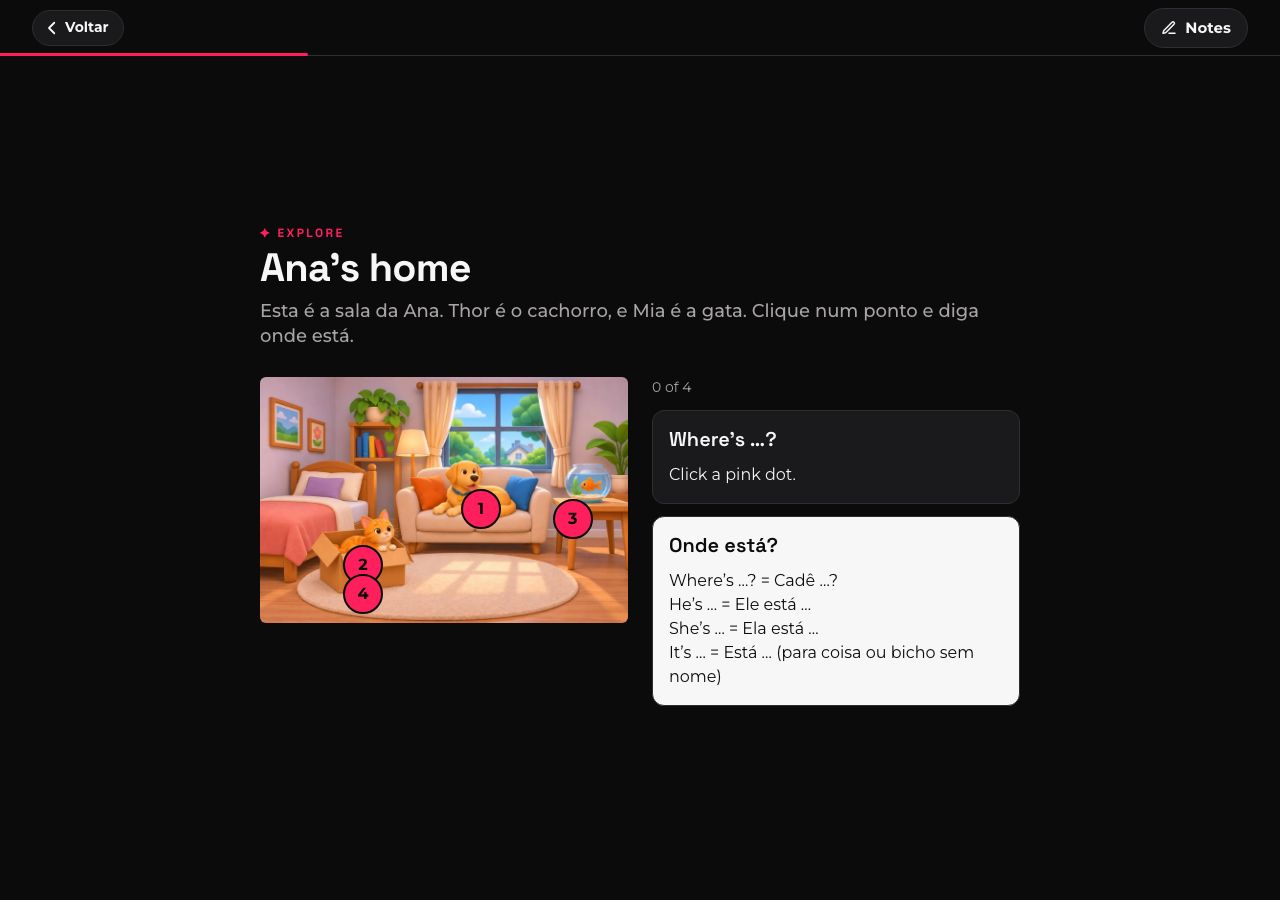 Voltar
Notes
EXPLORE
Ana’s home
Esta é a sala da Ana. Thor é o cachorro, e Mia é a gata. Clique num ponto e diga
onde está.
0 of 4
Where’s ...?
Click a pink dot.
1
2
3
4
Onde está?
Where’s ...? = Cadê ...?
He’s ... = Ele está ...
She’s ... = Ela está ...
It’s ... = Está ... (para coisa ou bicho sem
nome)